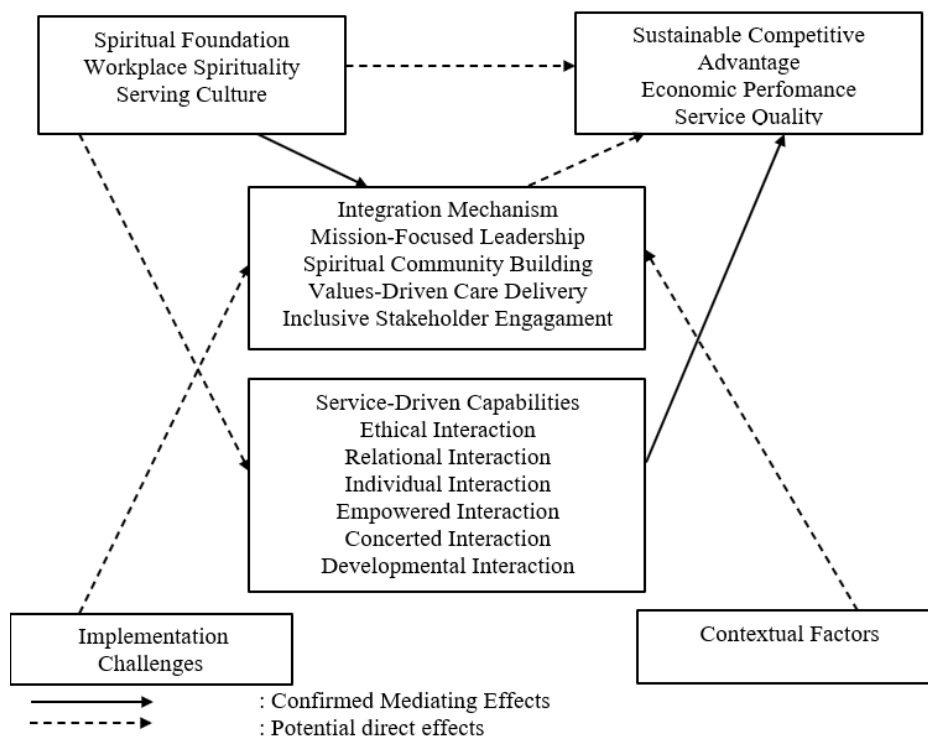 Spiritual Foundation
Workplace Spirituality
Serving Culture
Sustainable Competitive
Advantage
Economic Perfomance
Service Quality
Integration Mechanism
Mission-Focused Leadership
Spiritual Community Building
Values-Driven Care Delivery
Inclusive Stakeholder Engagament
Service-Driven Capabilities
Ethical Interaction
Relational Interaction
Individual Interaction
Empowered Interaction
Concerted Interaction
Developmental Interaction
Implementation
Challenges
Contextual Factors
: Confirmed Mediating Effects
: Potential direct effects